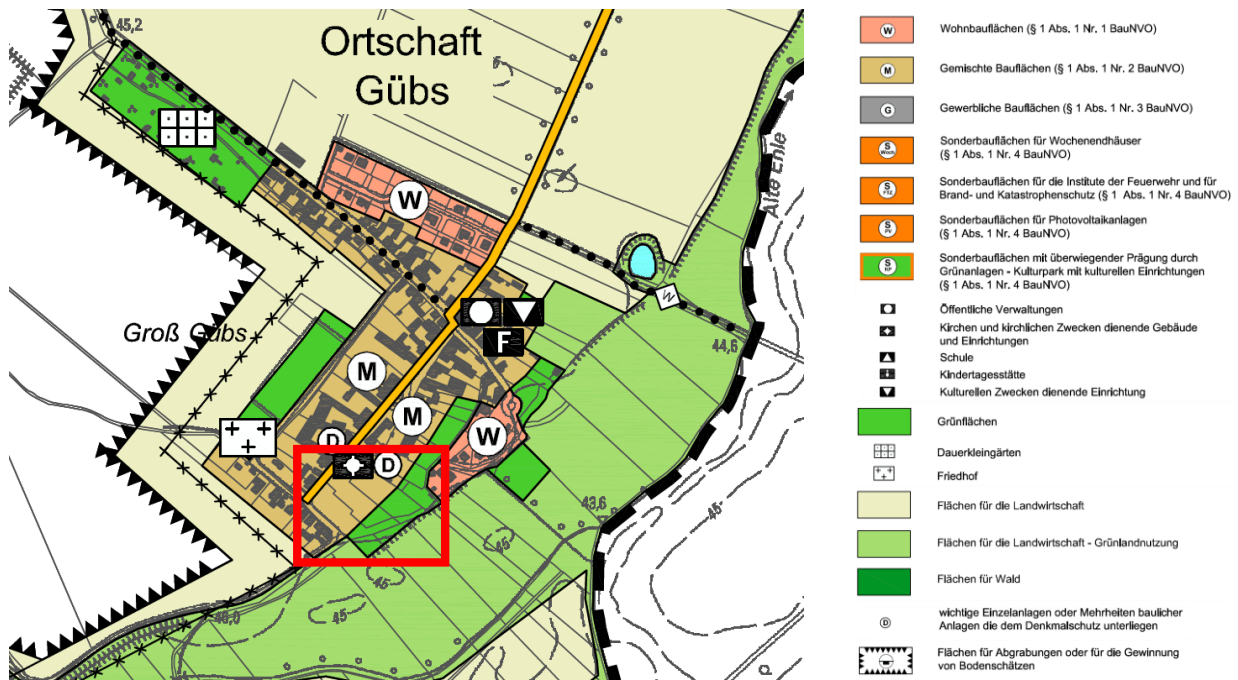 45,2
Ortschaft
Gübs
W
Alte Ehle
Groß Gübs
F
44,6
M
M
W
D
D
43,6
45
45
45
45
W
Wohnbauflächen (§ 1 Abs. 1 Nr. 1 BauNVO)
M
Gemischte Bauflächen (§ 1 Abs. 1 Nr. 2 BauNVO)
G
Gewerbliche Bauflächen (§ 1 Abs. 1 Nr. 3 BauNVO)
S
Woch
Sonderbauflächen für Wochenendhäuser
(§ 1 Abs. 1 Nr. 4 BauNVO)
S
FTZ
Sonderbauflächen für die Institute der Feuerwehr und für
Brand- und Katastrophenschutz (§ 1 Abs. 1 Nr. 4 BauNVO)
S
PV
Sonderbauflächen für Photovoltaikanlagen
(§ 1 Abs. 1 Nr. 4 BauNVO)
S
KP
Sonderbauflächen mit überwiegender Prägung durch
Grünanlagen - Kulturpark mit kulturellen Einrichtungen
(§ 1 Abs. 1 Nr. 4 BauNVO)
Öffentliche Verwaltungen
Kirchen und kirchlichen Zwecken dienende Gebäude
und Einrichtungen
Schule
Kindertagesstätte
Kulturellen Zwecken dienende Einrichtung
Grünflächen
Dauerkleingärten
Friedhof
Flächen für die Landwirtschaft
Flächen für die Landwirtschaft - Grünlandnutzung
Flächen für Wald
D
wichtige Einzelanlagen oder Mehrheiten baulicher
Anlagen die dem Denkmalschutz unterliegen
Flächen für Abgrabungen oder für die Gewinnung
von Bodenschätzen